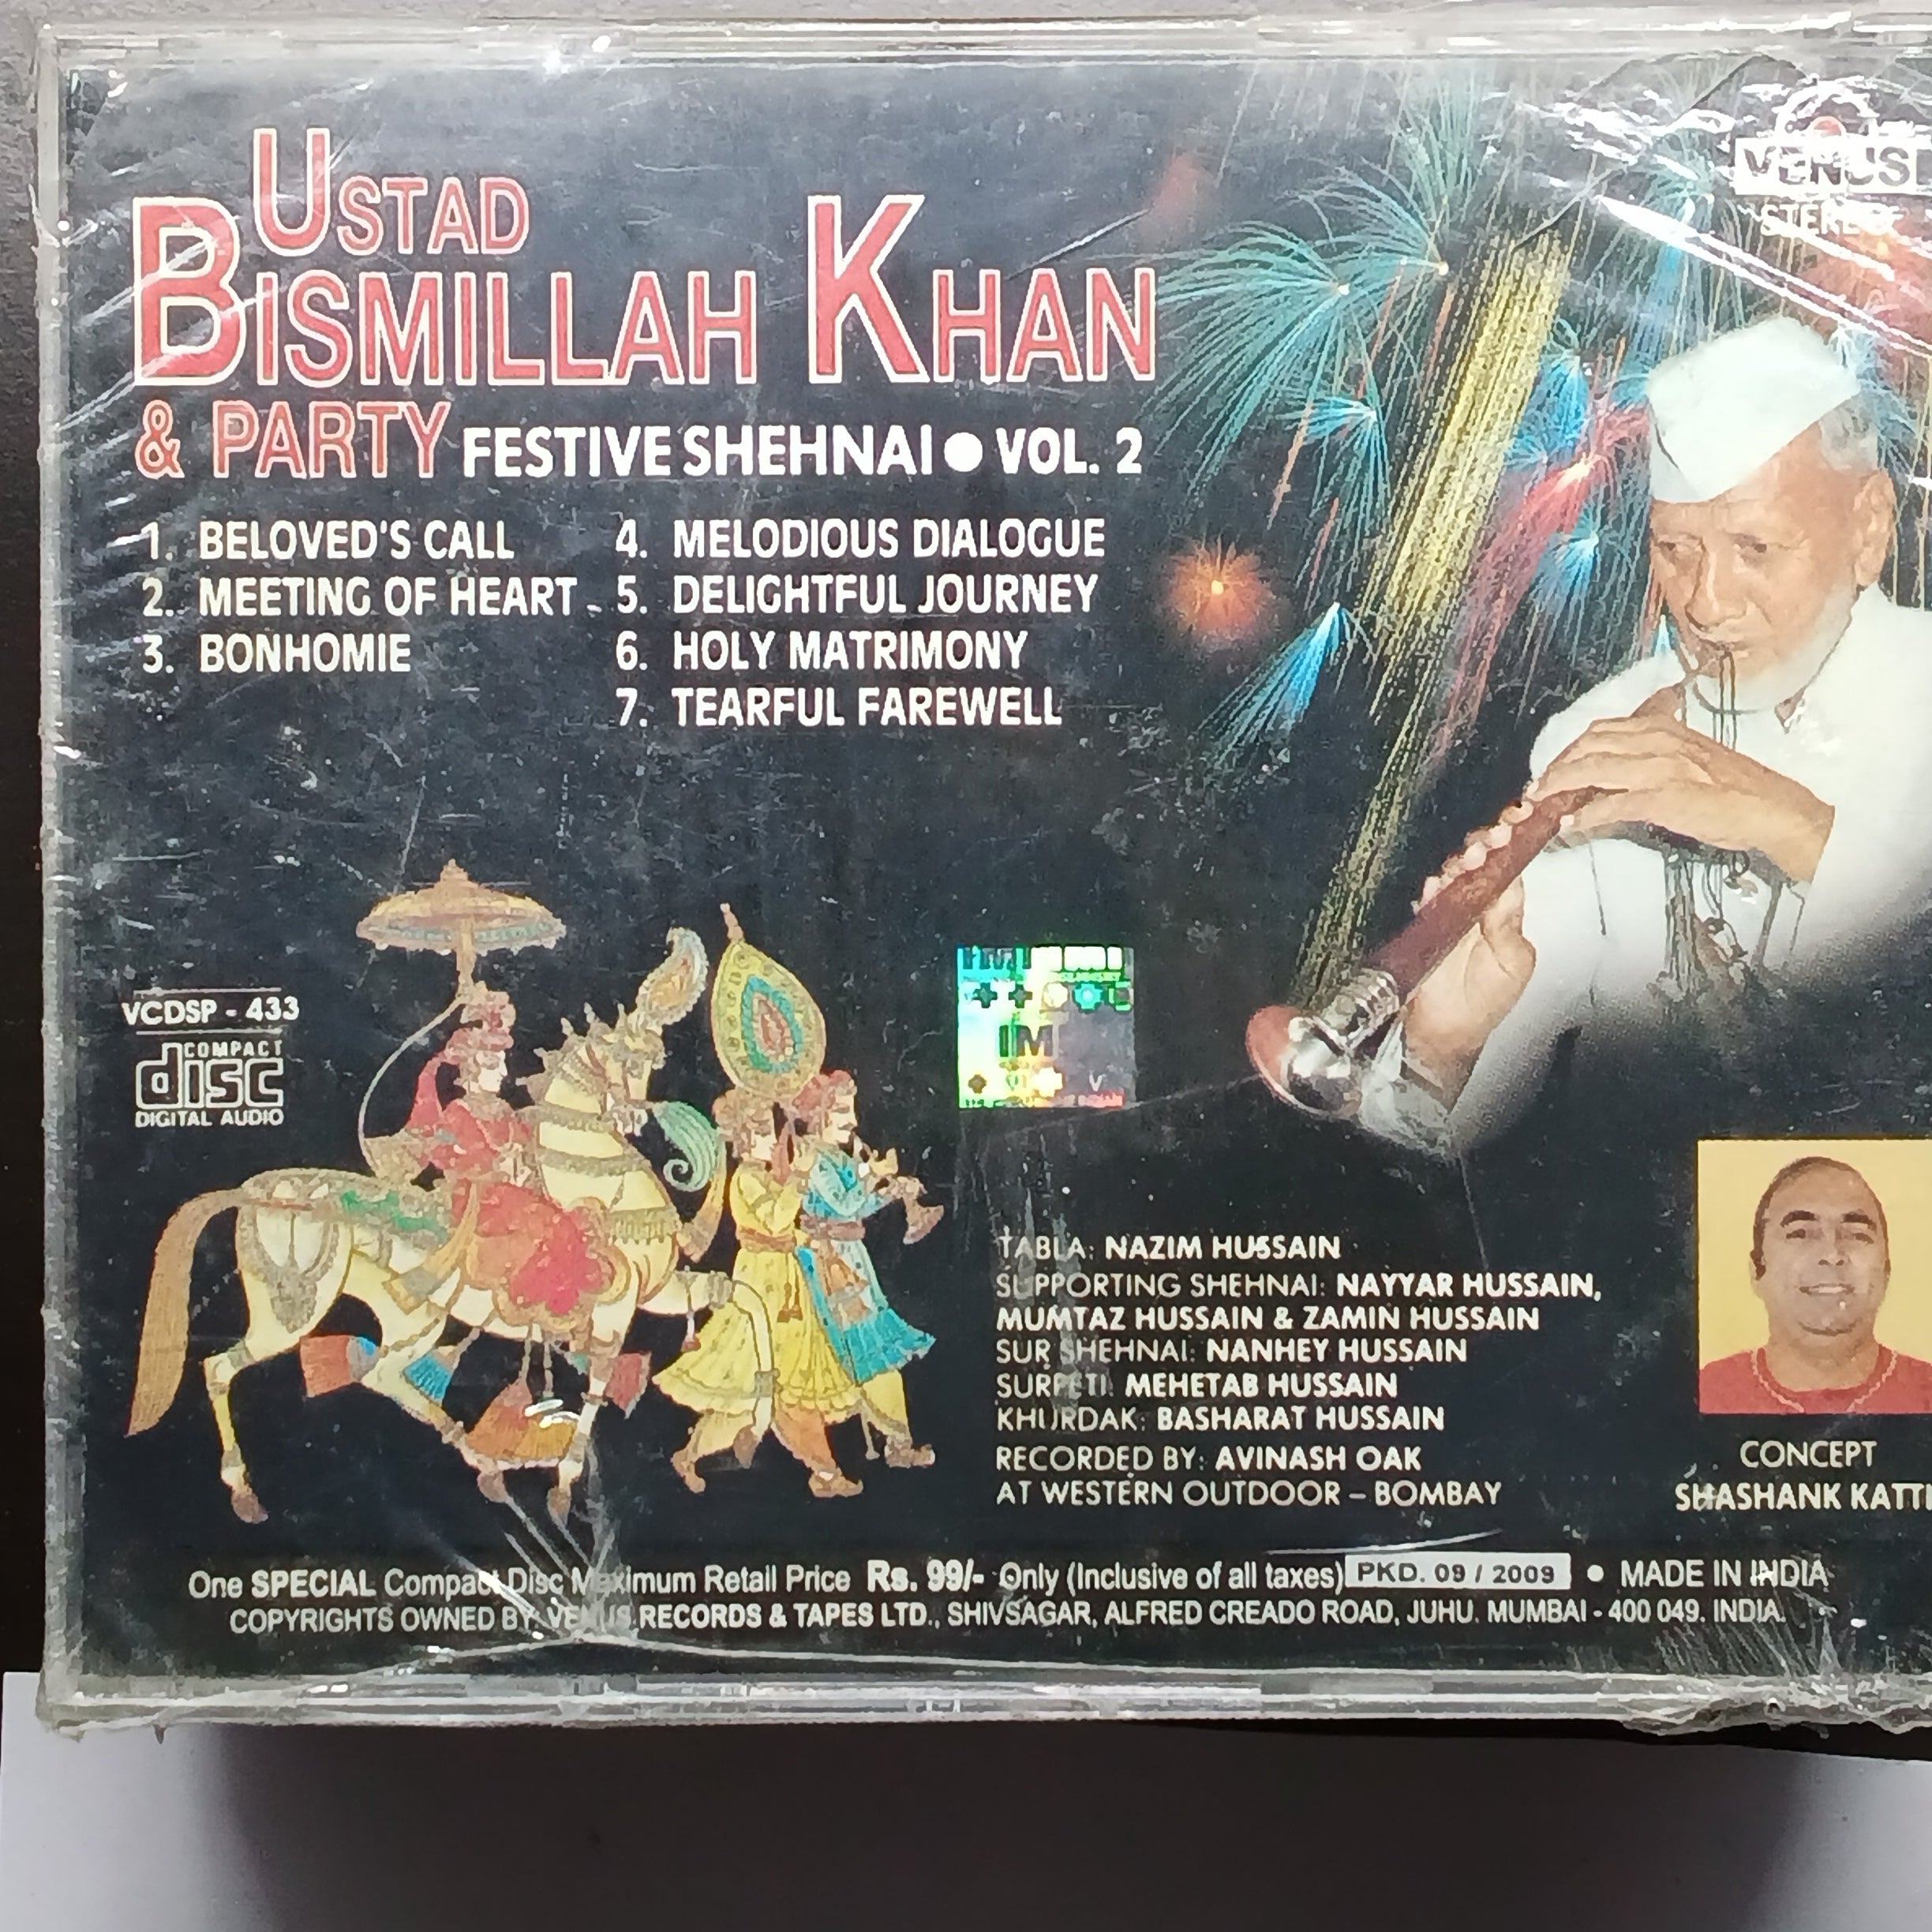 VENUS
STEREO
USTAD
BISMILLAH KHAN
& PARTY FESTIVE SHEHNAI ● VOL. 2
1. BELOVED'S CALL
2. MEETING OF HEART
3. BONHOMIE
4. MELODIOUS DIALOGUE
5. DELIGHTFUL JOURNEY
6. HOLY MATRIMONY
7. TEARFUL FAREWELL
VCDSP - 433
COMPACT
disc
DIGITAL AUDIO
TABLA: NAZIM HUSSAIN
SUPPORTING SHEHNAI: NAYYAR HUSSAIN,
MUMTAZ HUSSAIN & ZAMIN HUSSAIN
SUR SHEHNAI: NANHEY HUSSAIN
SURPETI: MEHETAB HUSSAIN
KHURDAK: BASHARAT HUSSAIN
RECORDED BY: AVINASH OAK
AT WESTERN OUTDOOR – BOMBAY
CONCEPT
SHASHANK KATTI
One SPECIAL Compact Disc Maximum Retail Price Rs. 99/- Only (Inclusive of all taxes) PKD. 09 / 2009 ● MADE IN INDIA
COPYRIGHTS OWNED BY: VENUS RECORDS & TAPES LTD., SHIVSAGAR, ALFRED CREADO ROAD, JUHU. MUMBAI - 400 049. INDIA.